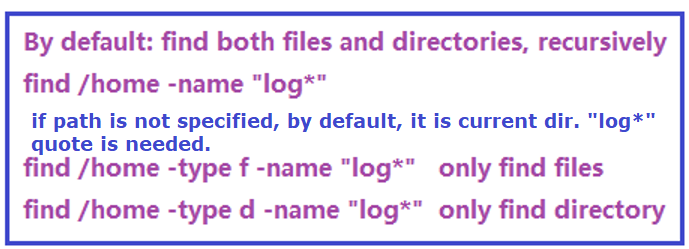 By default: find both files and directories, recursively
find /home -name "log*"
if path is not specified, by default, it is current dir. "log*"
quote is needed.
find /home -type f -name "log*" only find files
find /home -type d -name "log*" only find directory